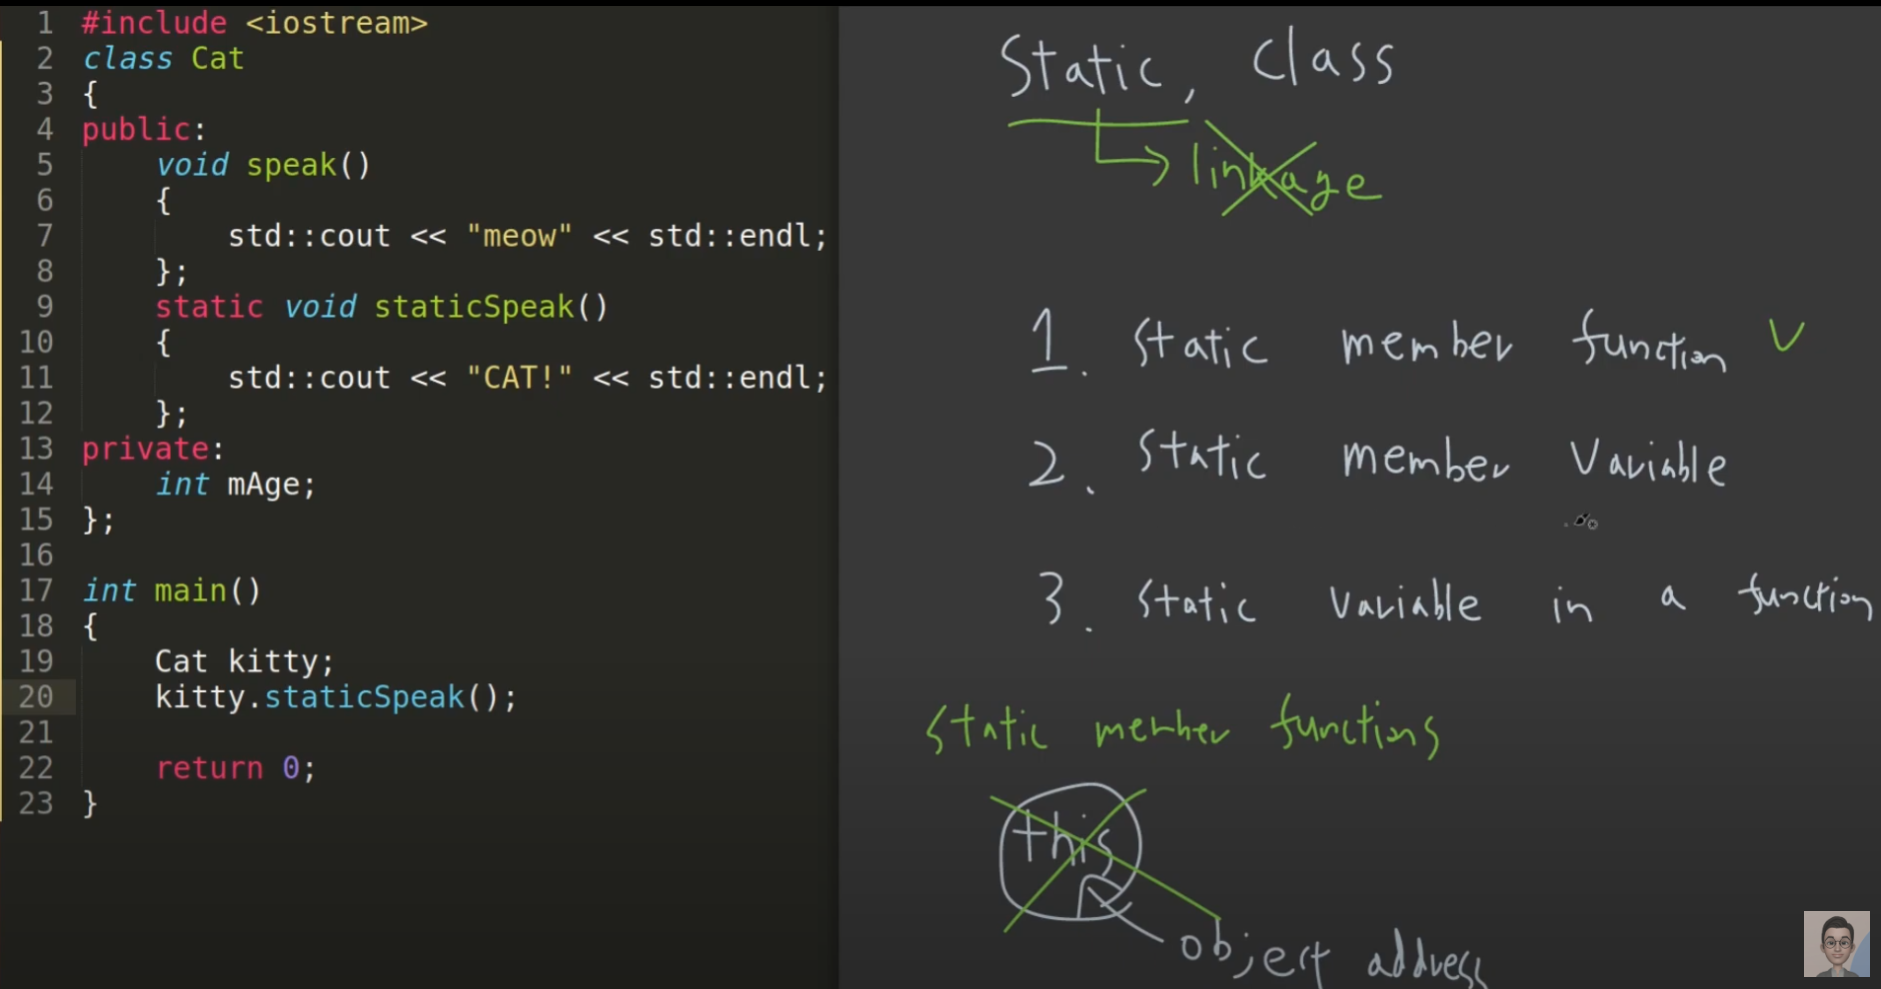 1 #include <iostream>
2 class Cat
3 {
4 public:
5 void speak()
6 {
7 std::cout << "meow" << std::endl;
8 };
9 static void staticSpeak()
10 {
11 std::cout << "CAT!" << std::endl;
12 };
13 private:
14 int mAge;
15 };
16
17 int main()
18 {
19 Cat kitty;
20 kitty.staticSpeak();
21
22 return 0;
23 }
Static, Class
linkage
1. Static member function V
2. Static member Variable
3. Static variable in a function
Static member functions
this
object address